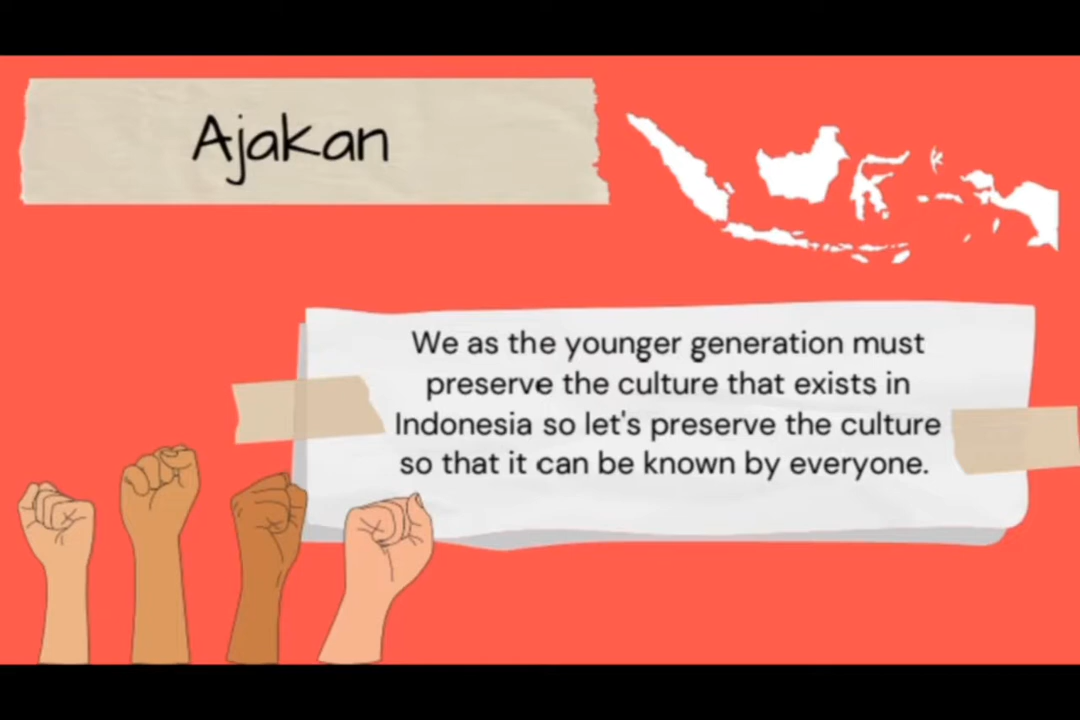 Ajakan
We as the younger generation must
preserve the culture that exists in
Indonesia so let's preserve the culture
so that it can be known by everyone.